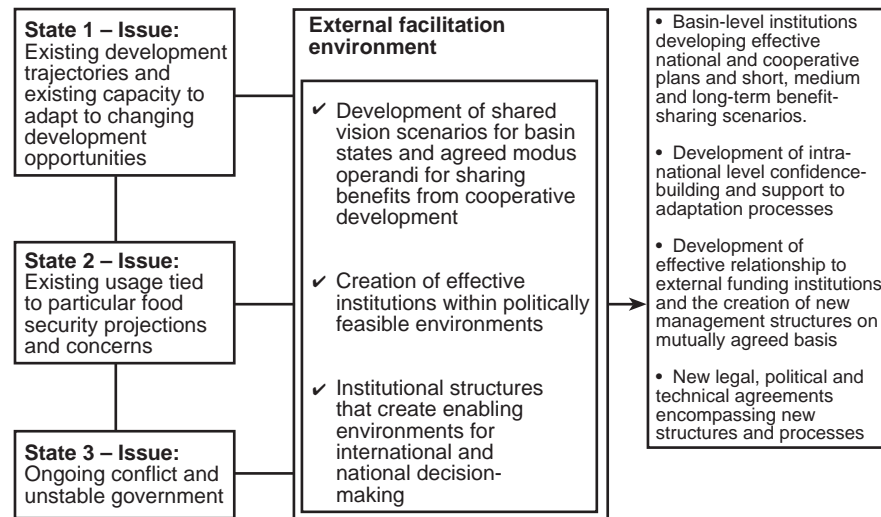 State 1 – Issue:
Existing development
trajectories and
existing capacity to
adapt to changing
development
opportunities
State 2 – Issue:
Existing usage tied
to particular food
security projections
and concerns
State 3 – Issue:
Ongoing conflict and
unstable government
External facilitation
environment
✔ Development of shared
vision scenarios for basin
states and agreed modus
operandi for sharing
benefits from cooperative
development
✔ Creation of effective
institutions within politically
feasible environments
✔ Institutional structures
that create enabling
environments for
international and
national decision-
making
• Basin-level institutions
developing effective
national and cooperative
plans and short, medium
and long-term benefit-
sharing scenarios.
• Development of intra-
national level confidence-
building and support to
adaptation processes
• Development of
effective relationship to
external funding institutions
and the creation of new
management structures on
mutually agreed basis
• New legal, political and
technical agreements
encompassing new
structures and processes